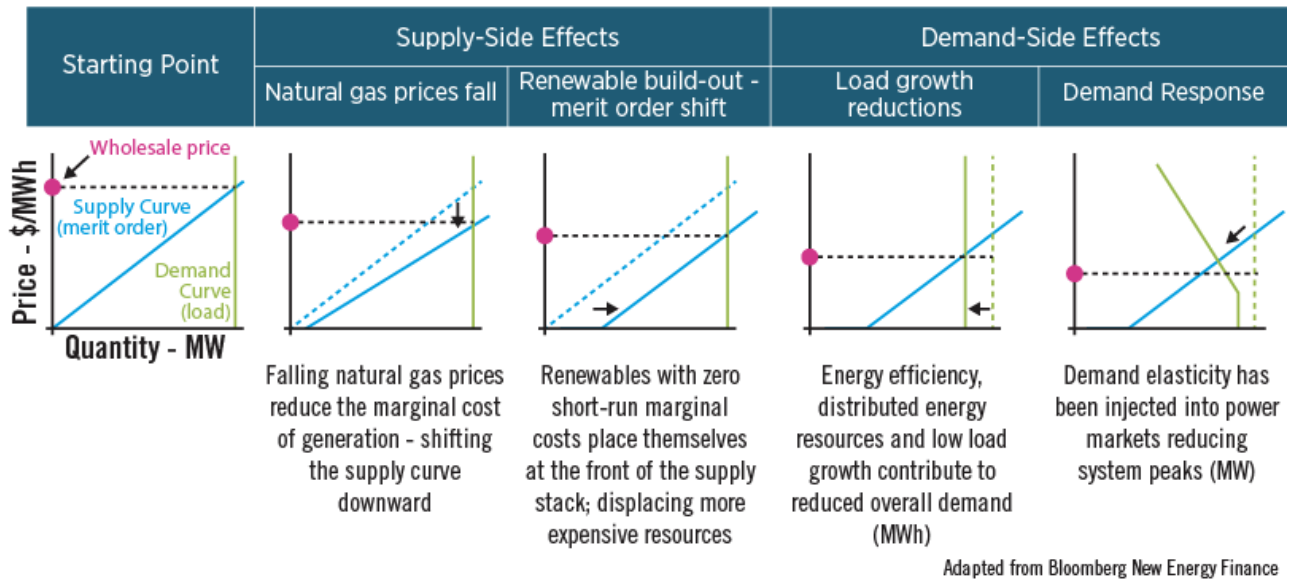 Starting Point
Supply-Side Effects
Demand-Side Effects
Natural gas prices fall
Renewable build-out -
merit order shift
Load growth
reductions
Demand Response
Price - $/MWh
Wholesale price
Supply Curve
(merit order)
Demand
Curve
(load)
Quantity - MW
Falling natural gas prices
reduce the marginal cost
of generation - shifting
the supply curve
downward
Renewables with zero
short-run marginal
costs place themselves
at the front of the supply
stack; displacing more
expensive resources
Energy efficiency,
distributed energy
resources and low load
growth contribute to
reduced overall demand
(MWh)
Demand elasticity has
been injected into power
markets reducing
system peaks (MW)
Adapted from Bloomberg New Energy Finance